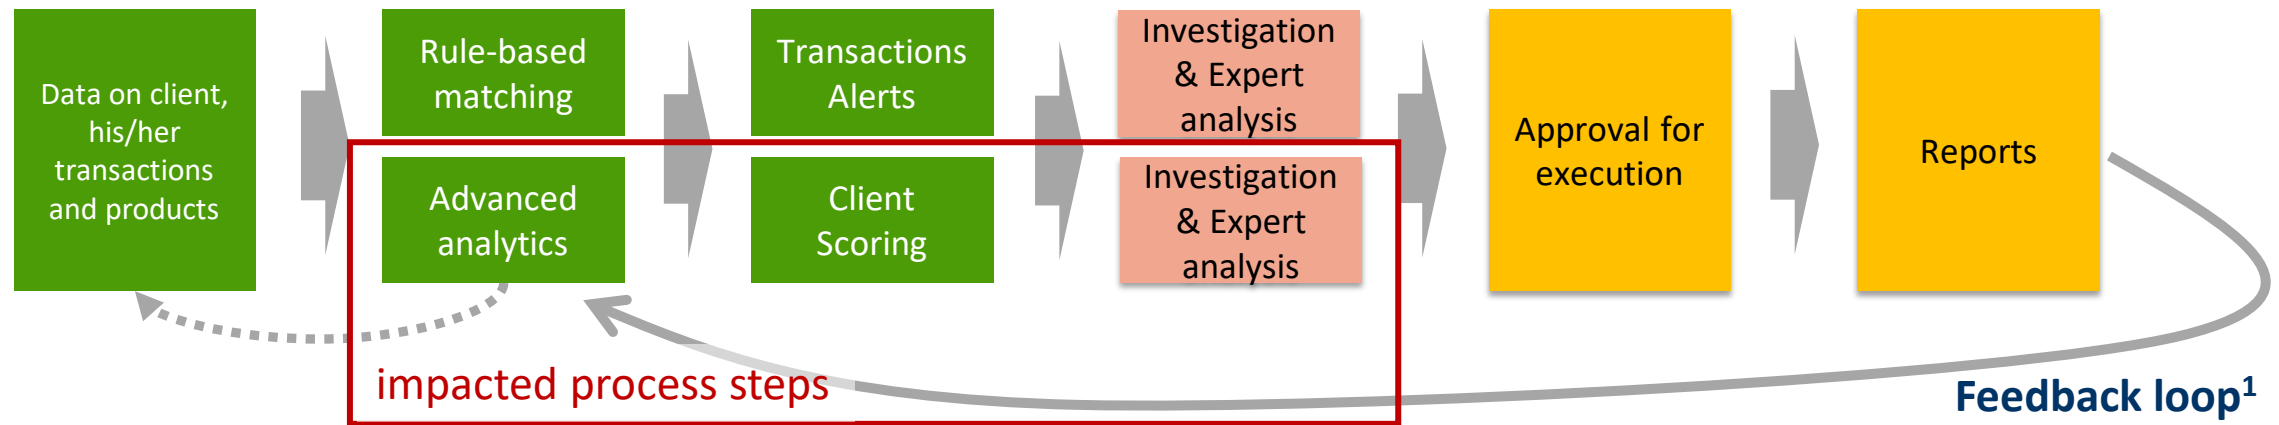 Data on client,
his/her
transactions
and products
Rule-based
matching
Advanced
analytics
Transactions
Alerts
Client
Scoring
Investigation
& Expert
analysis
Investigation
& Expert
analysis
Approval for
execution
Reports
impacted process steps
Feedback loop¹